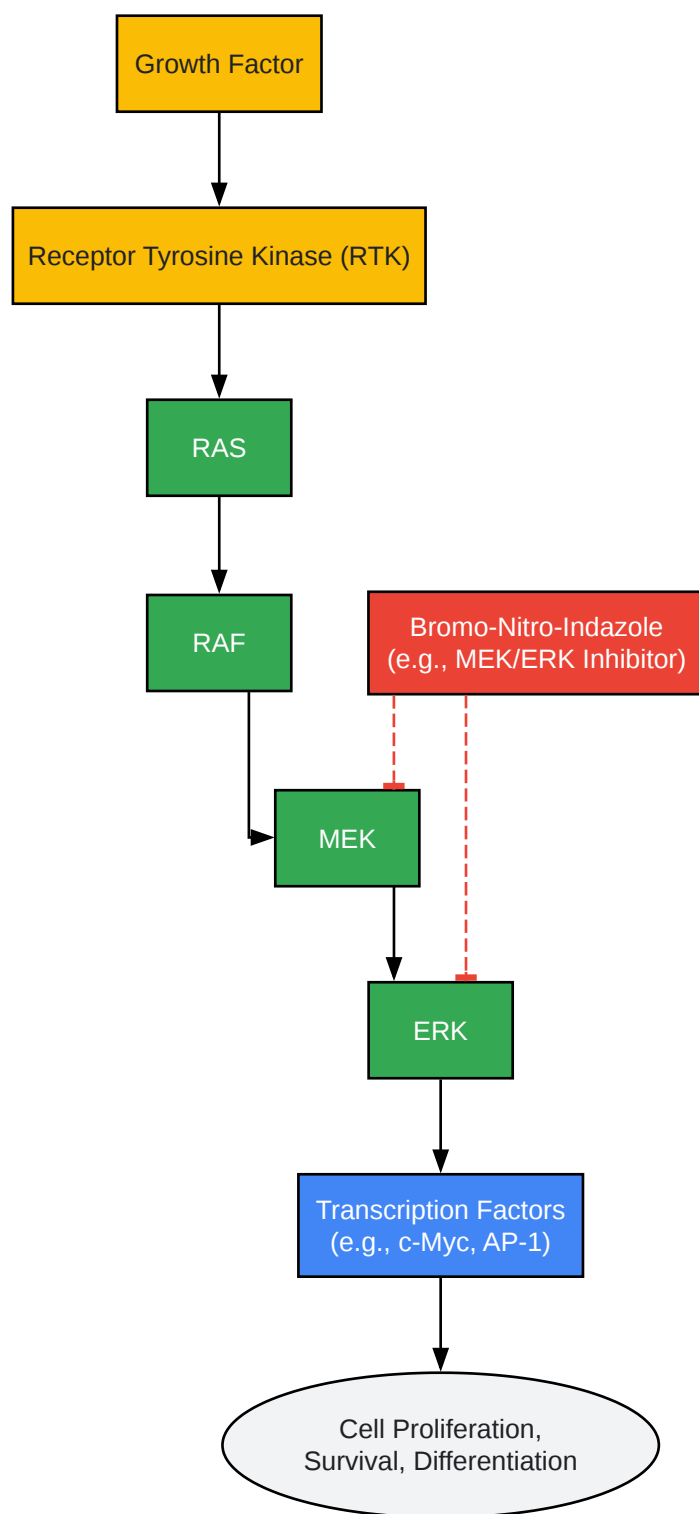 Growth Factor
Receptor Tyrosine Kinase (RTK)
RAS
RAF
Bromo-Nitro-Indazole
(e.g., MEK/ERK Inhibitor)
MEK
ERK
Transcription Factors
(e.g., c-Myc, AP-1)
Cell Proliferation,
Survival, Differentiation